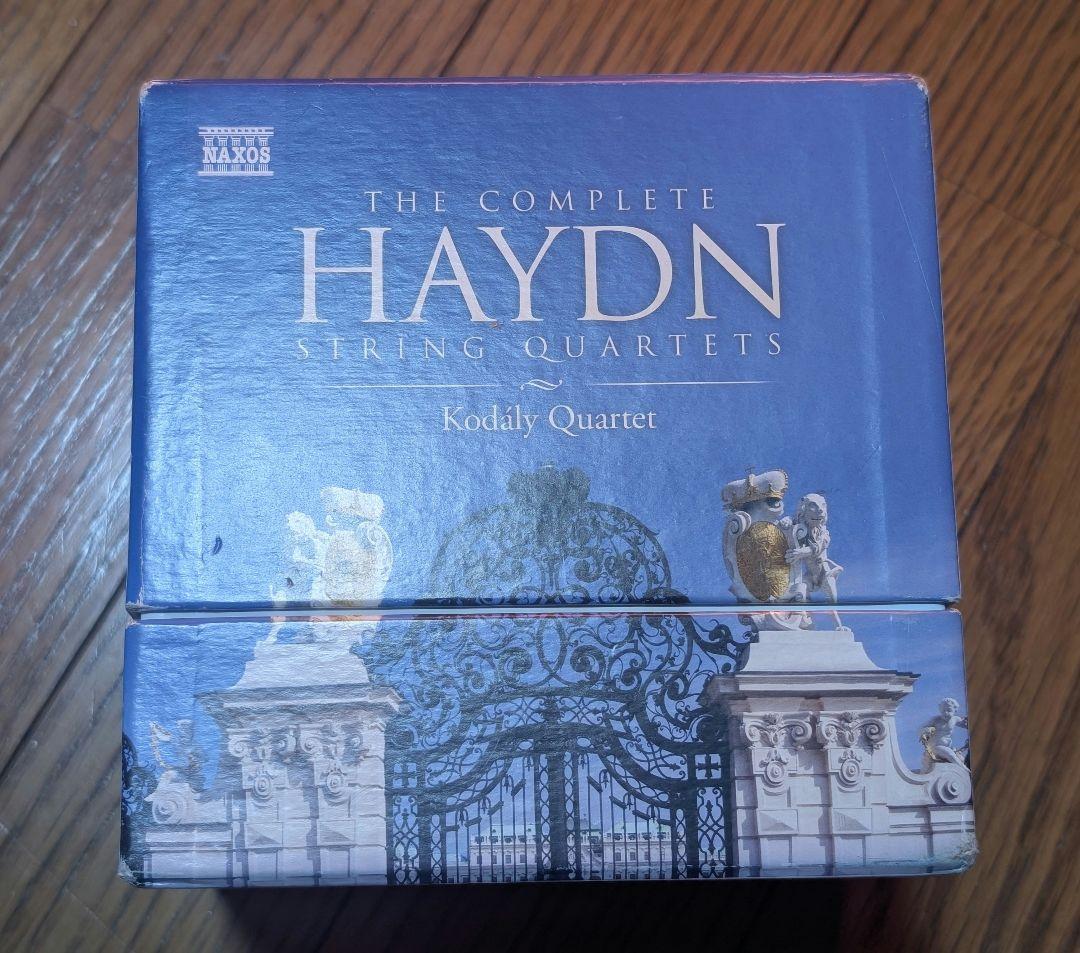 NAXOS
THE COMPLETE
HAYDN
STRING QUARTETS
Kodály Quartet